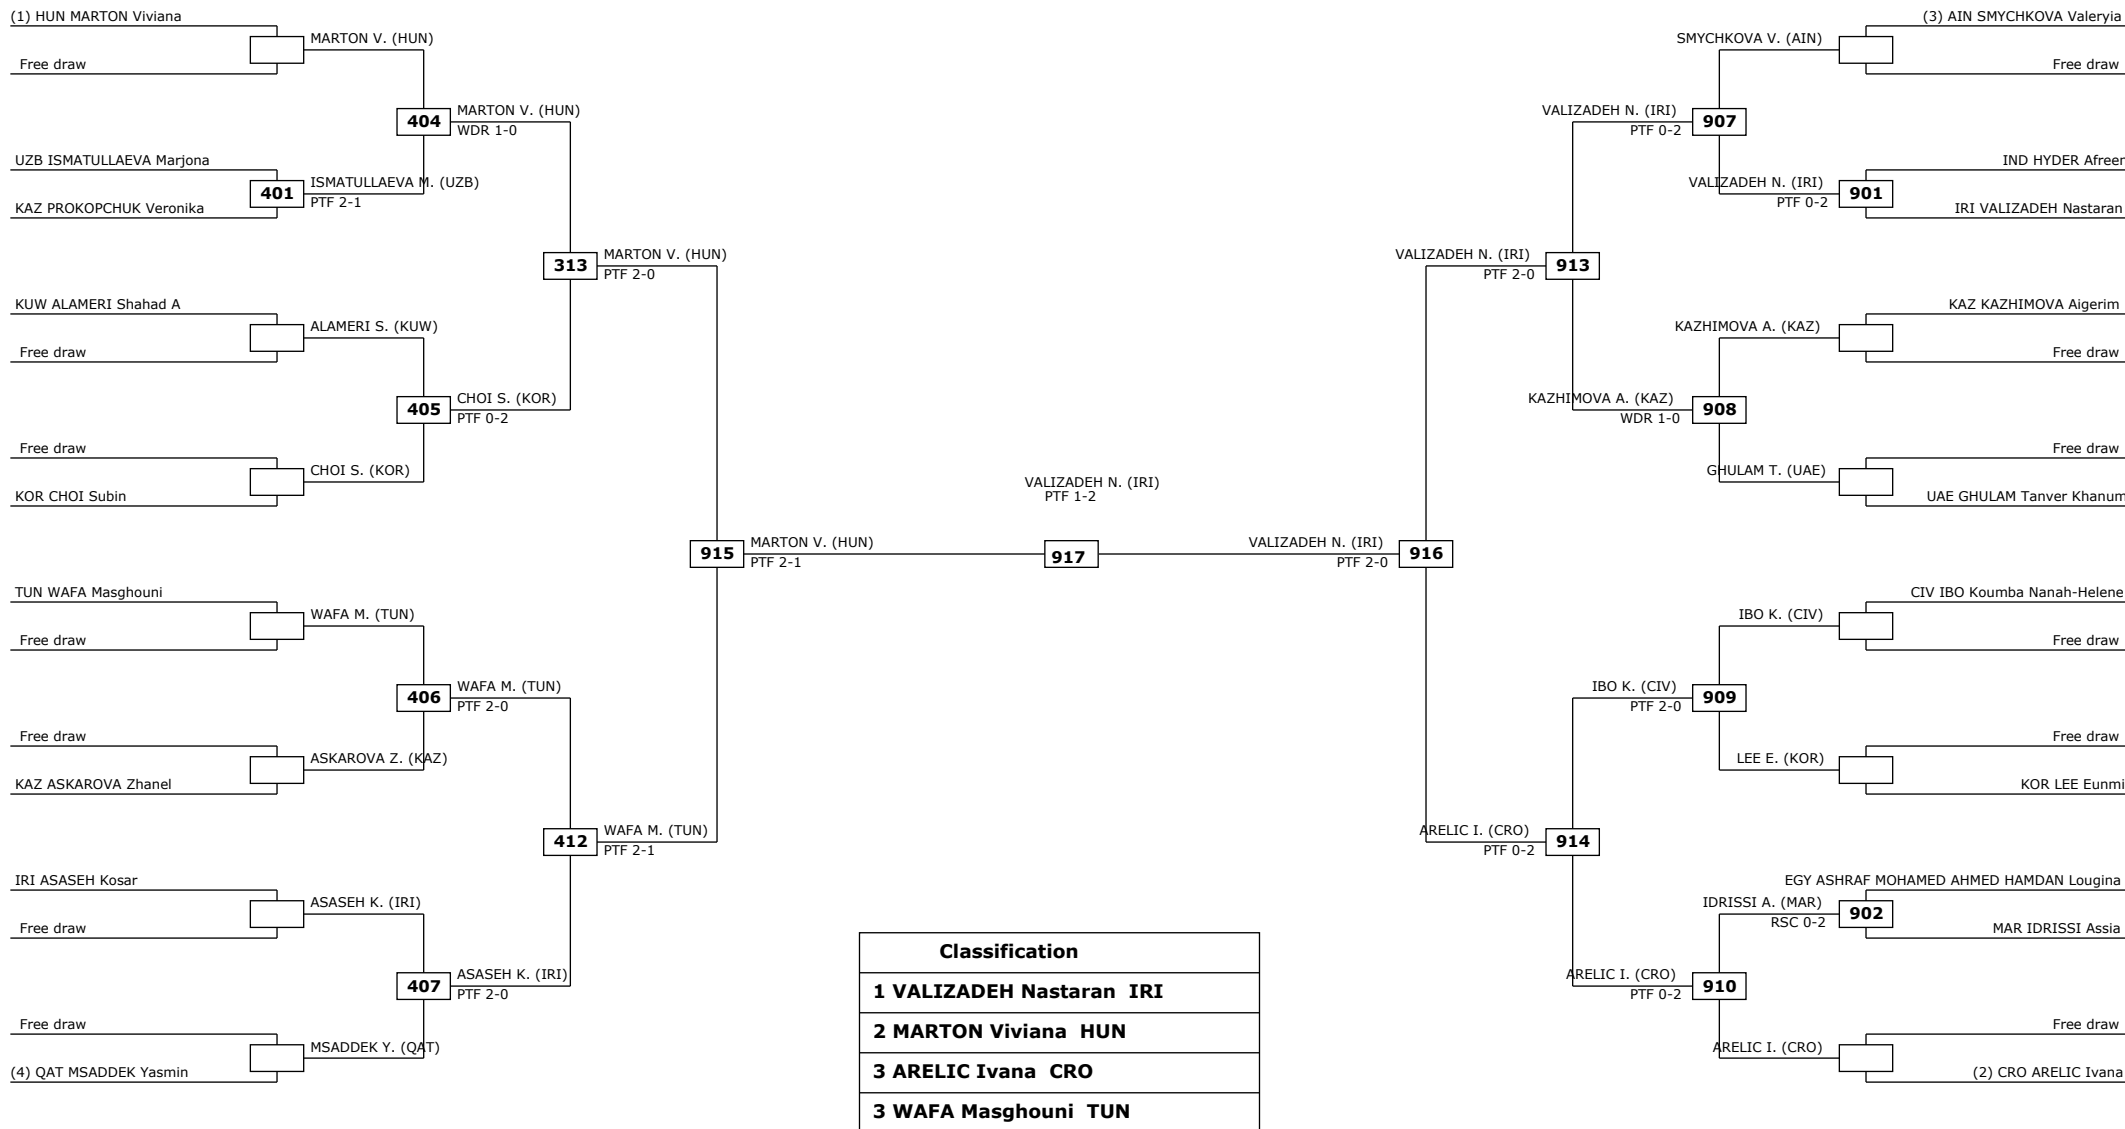 (1) HUN MARTON Viviana
Free draw
MARTON V. (HUN)
404
MARTON V. (HUN)
WDR 1-0
UZB ISMATULLAEVA Marjona
401
ISMATULLAEVA M. (UZB)
PTF 2-1
KAZ PROKOPCHUK Veronika
313
MARTON V. (HUN)
PTF 2-0
KUW ALAMERI Shahad A
ALAMERI S. (KUW)
Free draw
405
CHOI S. (KOR)
PTF 0-2
Free draw
CHOI S. (KOR)
KOR CHOI Subin
915
MARTON V. (HUN)
PTF 2-1
TUN WAFA Masghouni
WAFA M. (TUN)
Free draw
406
WAFA M. (TUN)
PTF 2-0
Free draw
ASKAROVA Z. (KAZ)
KAZ ASKAROVA Zhanel
412
WAFA M. (TUN)
PTF 2-1
IRI ASASEH Kosar
ASASEH K. (IRI)
Free draw
407
ASASEH K. (IRI)
PTF 2-0
Free draw
MSADDEK Y. (QAT)
(4) QAT MSADDEK Yasmin
VALIZADEH N. (IRI)
PTF 1-2
917
(3) AIN SMYCHKOVA Valeryia
SMYCHKOVA V. (AIN)
Free draw
VALIZADEH N. (IRI)
PTF 0-2
907
IND HYDER Afreen
VALIZADEH N. (IRI)
PTF 0-2
901
IRI VALIZADEH Nastaran
VALIZADEH N. (IRI)
PTF 2-0
913
KAZ KAZHIMOVA Aigerim
KAZHIMOVA A. (KAZ)
Free draw
KAZHIMOVA A. (KAZ)
WDR 1-0
908
Free draw
GHULAM T. (UAE)
UAE GHULAM Tanver Khanum
VALIZADEH N. (IRI)
PTF 2-0
916
CIV IBO Koumba Nanah-Helene
IBO K. (CIV)
Free draw
IBO K. (CIV)
PTF 2-0
909
Free draw
LEE E. (KOR)
KOR LEE Eunmi
ARELIC I. (CRO)
PTF 0-2
914
EGY ASHRAF MOHAMED AHMED HAMDAN Lougina
IDRISSI A. (MAR)
RSC 0-2
902
MAR IDRISSI Assia
ARELIC I. (CRO)
PTF 0-2
910
Free draw
ARELIC I. (CRO)
(2) CRO ARELIC Ivana
Classification
1 VALIZADEH Nastaran IRI
2 MARTON Viviana HUN
3 ARELIC Ivana CRO
3 WAFA Masghouni TUN